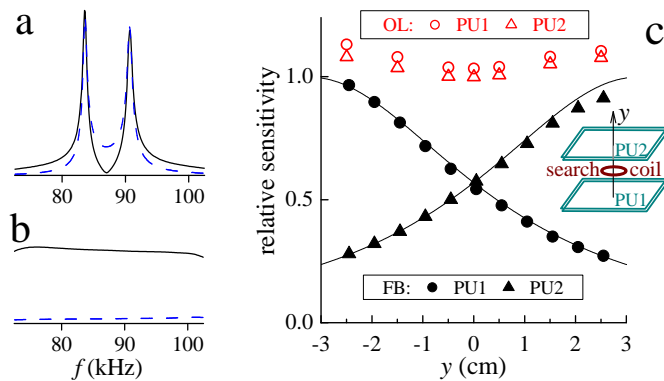 a
80 90 100
b
80 90 100
f (kHz)
c
OL: PU1 PU2
1.0
0.5
0.0
relative sensitivity
y
PU2
search coil
PU1
FB: PU1 PU2
-3 -2 -1 0 1 2 3
y (cm)